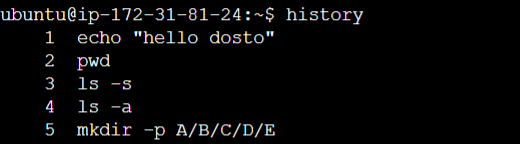 ubuntu@ip-172-31-81-24:~$ history
1 echo "hello dosto"
2 pwd
3 ls -s
4 ls -a
5 mkdir -p A/B/C/D/E